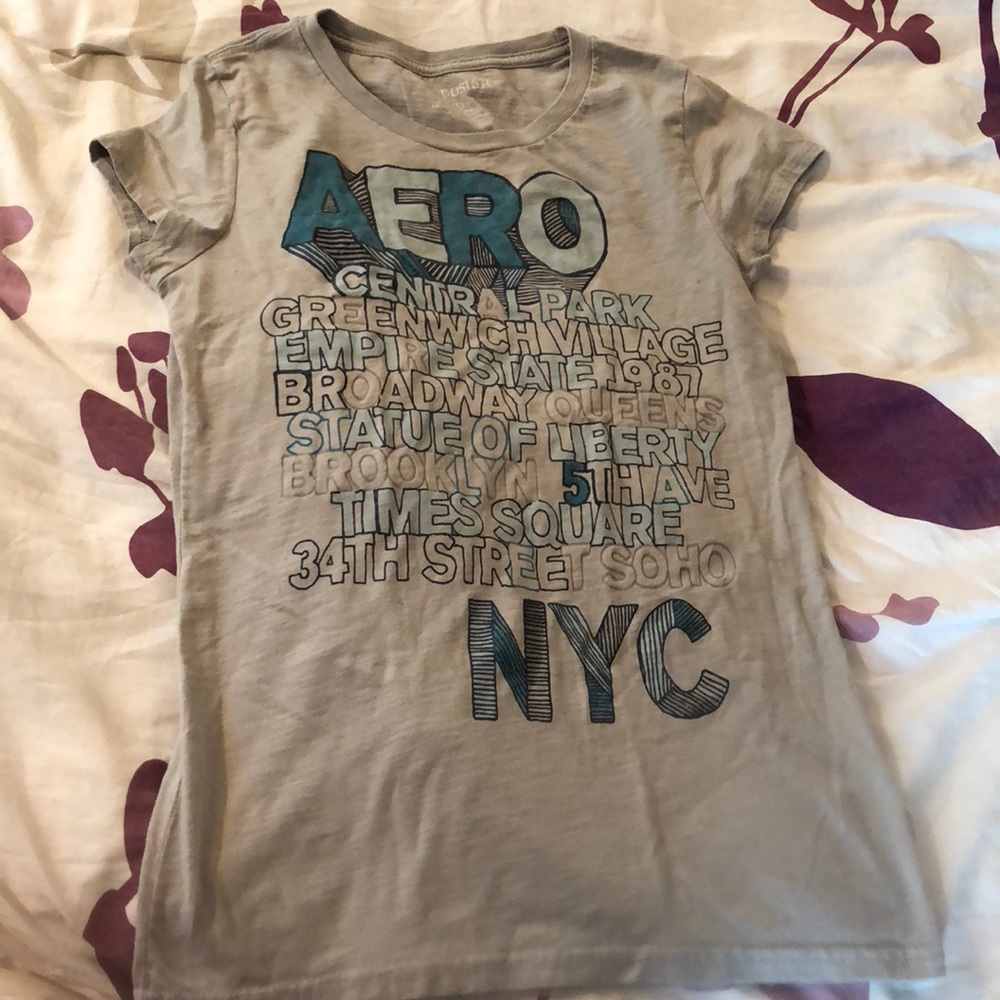 AERO
CENTRAL PARK
GREENWICH VILLAGE
EMPIRE STATE 1987
BROADWAY QUEENS
STATUE OF LIBERTY
BROOKLYN 5TH AVE
TIMES SQUARE
34TH STREET SOHO
NYC